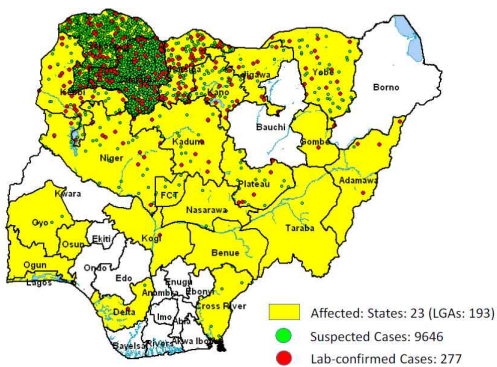 Kebbi
Kano
Jigawa
Yobe
Borno
Bauchi
Gombe
Kaduna
Niger
Adamawa
Plateau
FCT
Kwara
Nasarawa
Taraba
Oyo
Kogi
Benue
Ekiti
Osun
Ogun
Ondo
Edo
Lagos
Enugu
Anambra
Ebonyi
Cross River
Delta
Imo
Abia
Bayelsa
Rivers
Akwa Ibom
Affected: States: 23 (LGAs: 193)
Suspected Cases: 9646
Lab-confirmed Cases: 277